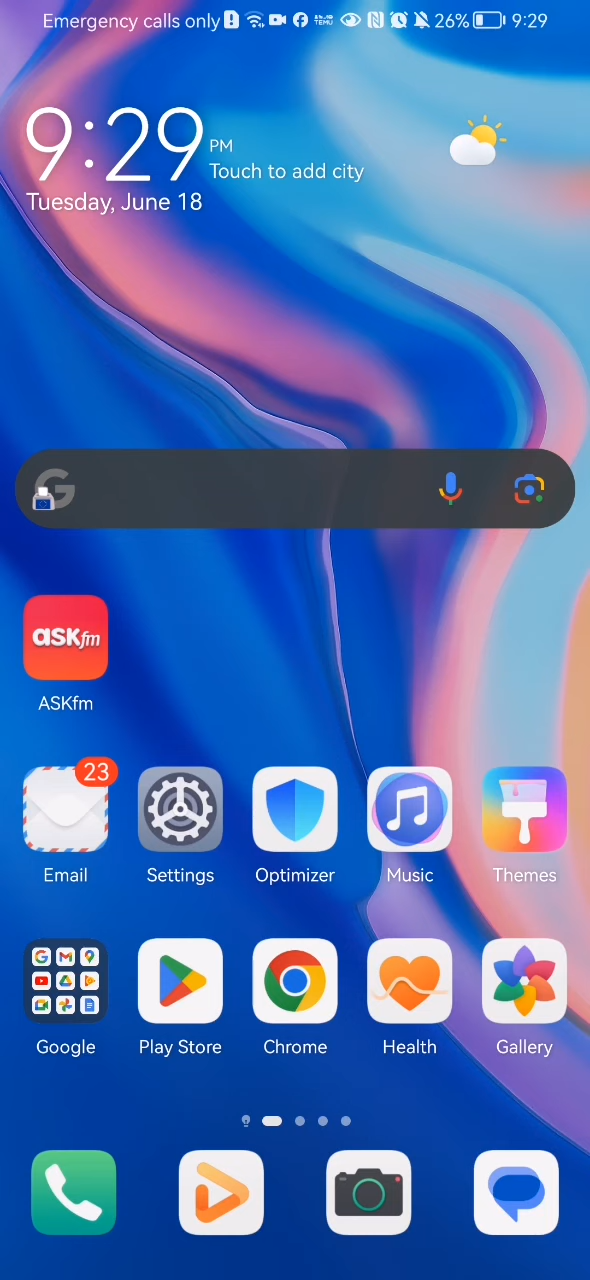 Emergency calls only 26% 9:29
TEMU
9:29 PM
Touch to add city
Tuesday, June 18
ASKfm
ASKfm
23
Email Settings Optimizer Music Themes
Google Play Store Chrome Health Gallery